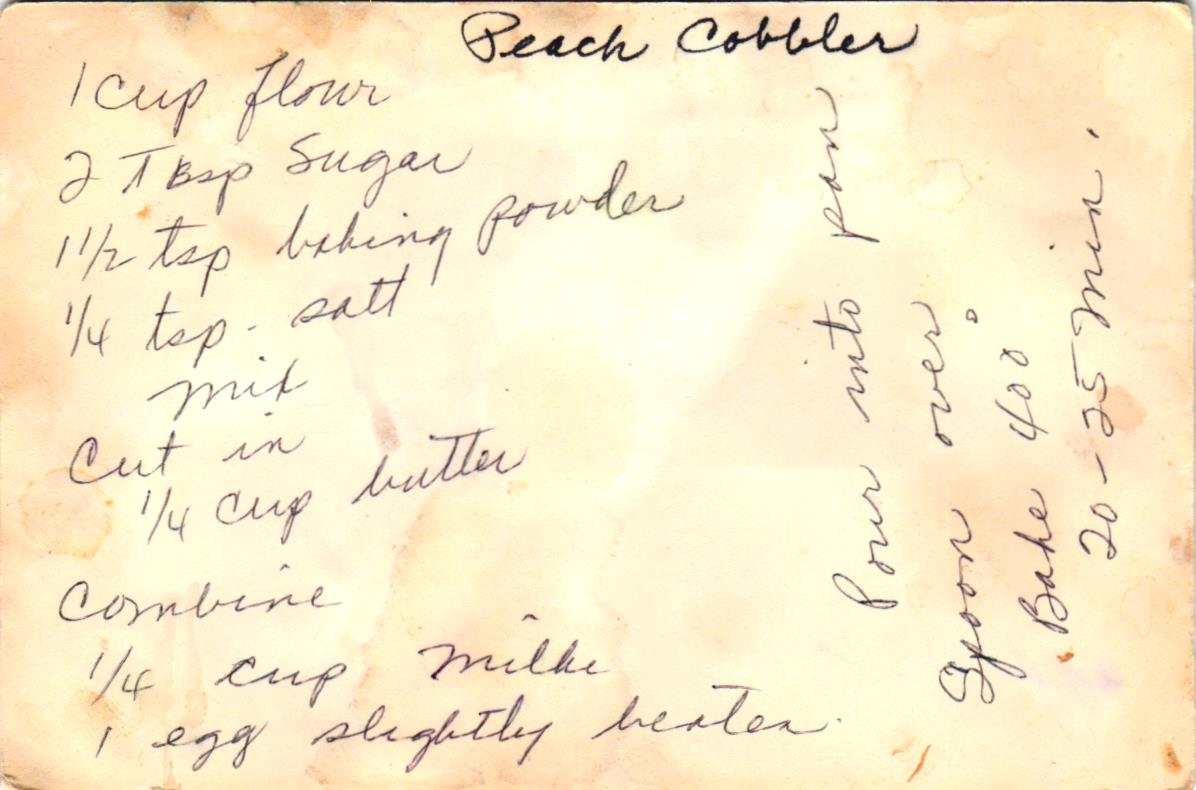 Peach Cobbler
1 cup flour
2 TBsp Sugar
1 1/2 tsp baking powder
1/4 tsp. salt
mix
Cut in
1/4 cup butter
Combine
1/4 cup milk
1 egg slightly beaten.
Pour into pan
Spoon over.
Bake 400°
20-25 Min.